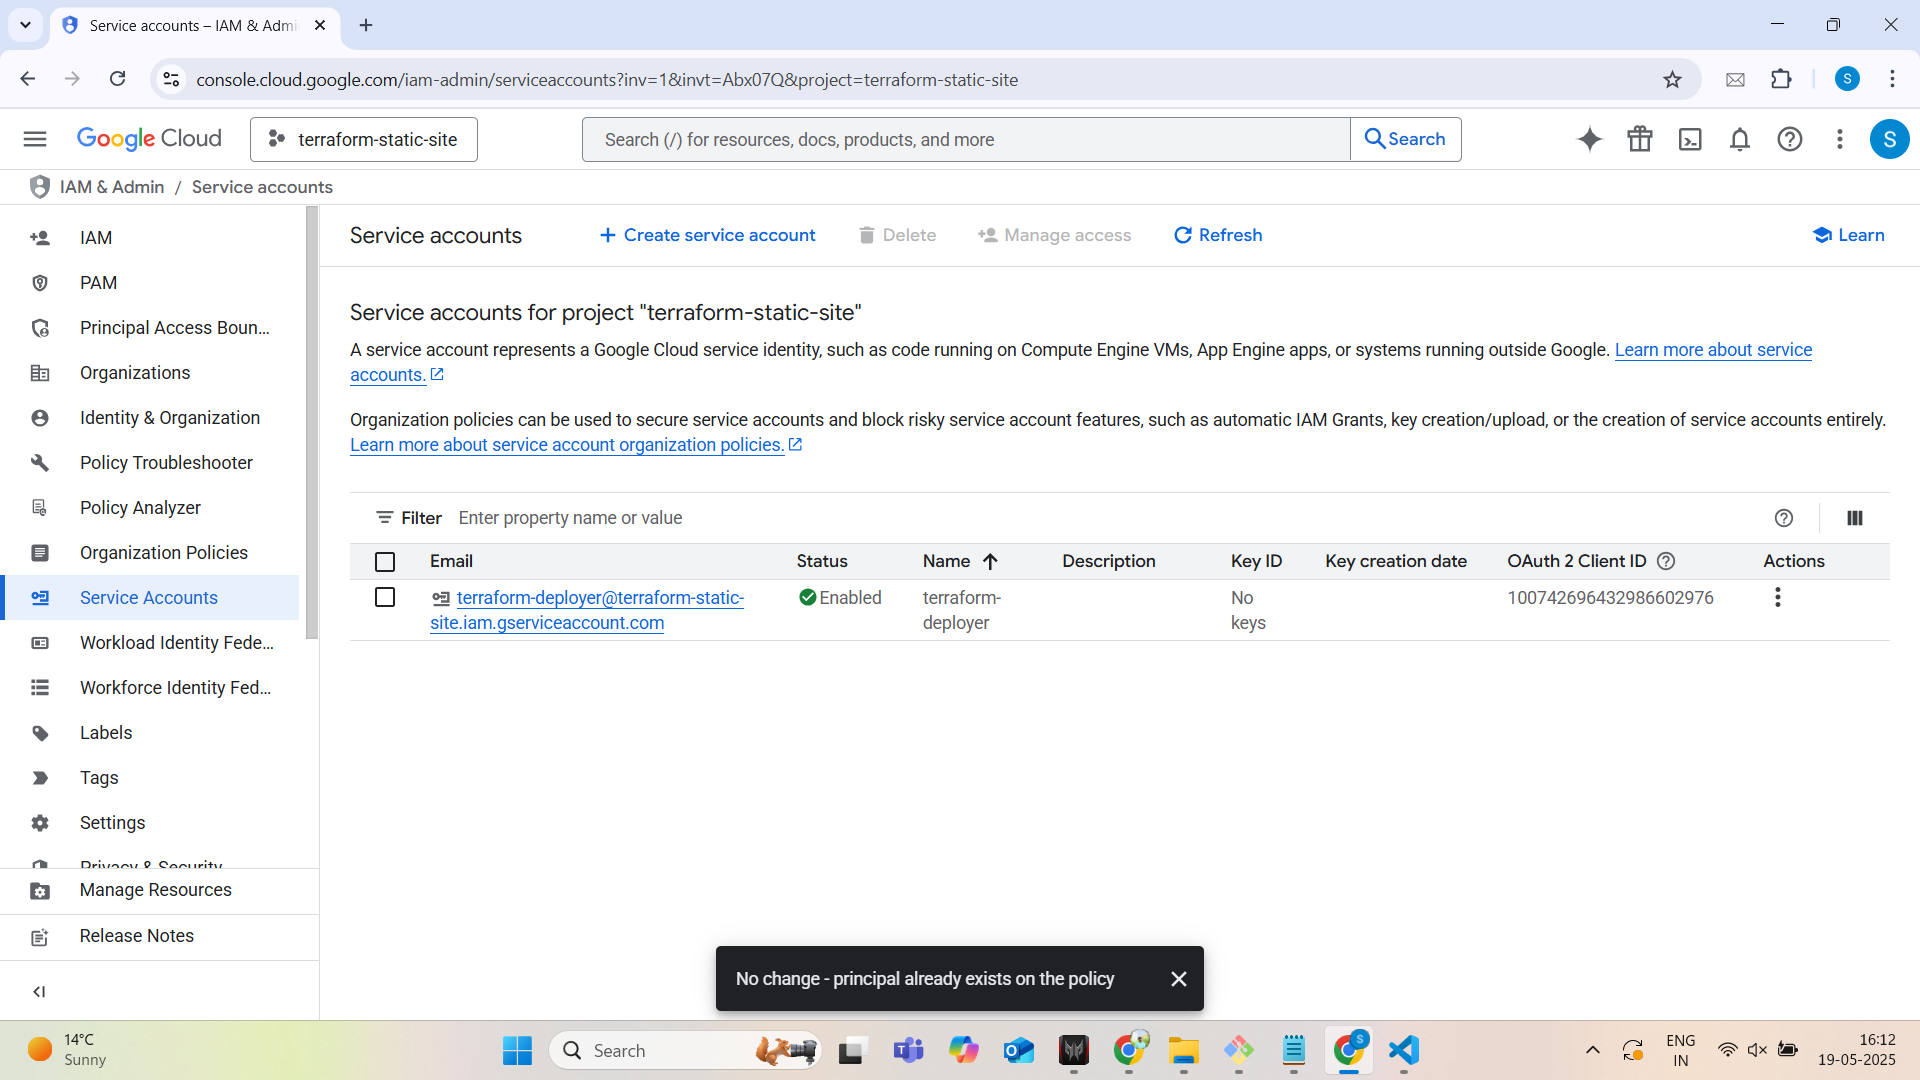 Service accounts – IAM & Admi
console.cloud.google.com/iam-admin/serviceaccounts?inv=1&invt=Abx07Q&project=terraform-static-site
S
Google Cloud
terraform-static-site
Search (/) for resources, docs, products, and more
Search
S
IAM & Admin / Service accounts
IAM
PAM
Principal Access Boun...
Organizations
Identity & Organization
Policy Troubleshooter
Policy Analyzer
Organization Policies
Service Accounts
Workload Identity Fede...
Workforce Identity Fed...
Labels
Tags
Settings
Privacy & Security
Manage Resources
Release Notes
Service accounts
Create service account
Delete
Manage access
Refresh
Learn
Service accounts for project "terraform-static-site"
A service account represents a Google Cloud service identity, such as code running on Compute Engine VMs, App Engine apps, or systems running outside Google. Learn more about service
accounts.
Organization policies can be used to secure service accounts and block risky service account features, such as automatic IAM Grants, key creation/upload, or the creation of service accounts entirely.
Learn more about service account organization policies.
Filter Enter property name or value
Email Status Name Description Key ID Key creation date OAuth 2 Client ID Actions
terraform-deployer@terraform-static- Enabled terraform- No 100742696432986602976
site.iam.gserviceaccount.com deployer keys
No change - principal already exists on the policy
14°C
Sunny
Search
S
ENG
IN
16:12
19-05-2025